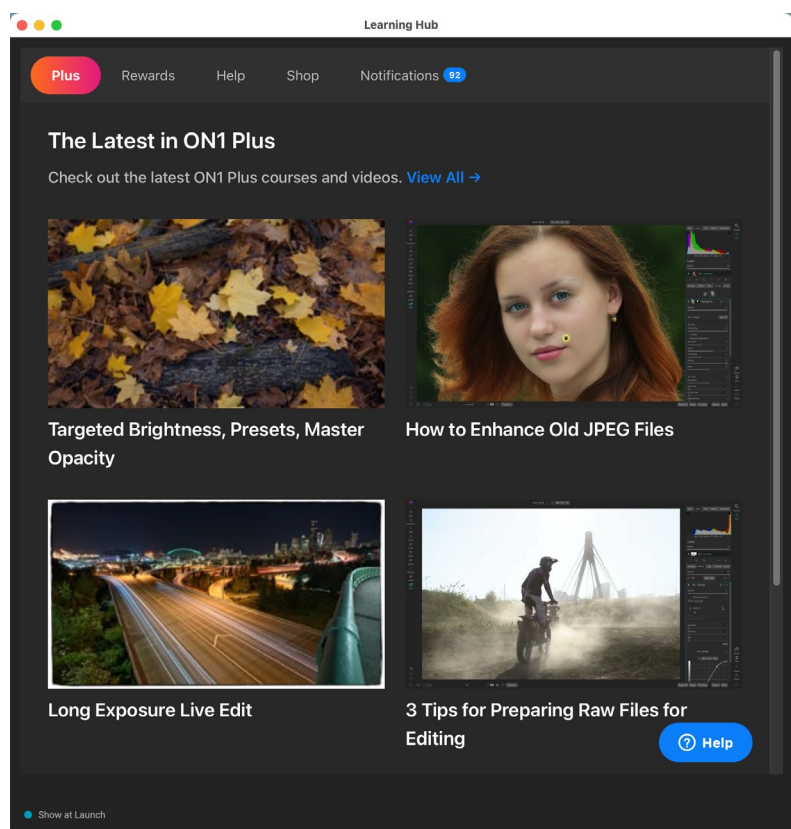 Learning Hub
Plus Rewards Help Shop Notifications 92
The Latest in ON1 Plus
Check out the latest ON1 Plus courses and videos. View All →
Targeted Brightness, Presets, Master
Opacity
How to Enhance Old JPEG Files
Long Exposure Live Edit
3 Tips for Preparing Raw Files for
Editing
? Help
Show at Launch